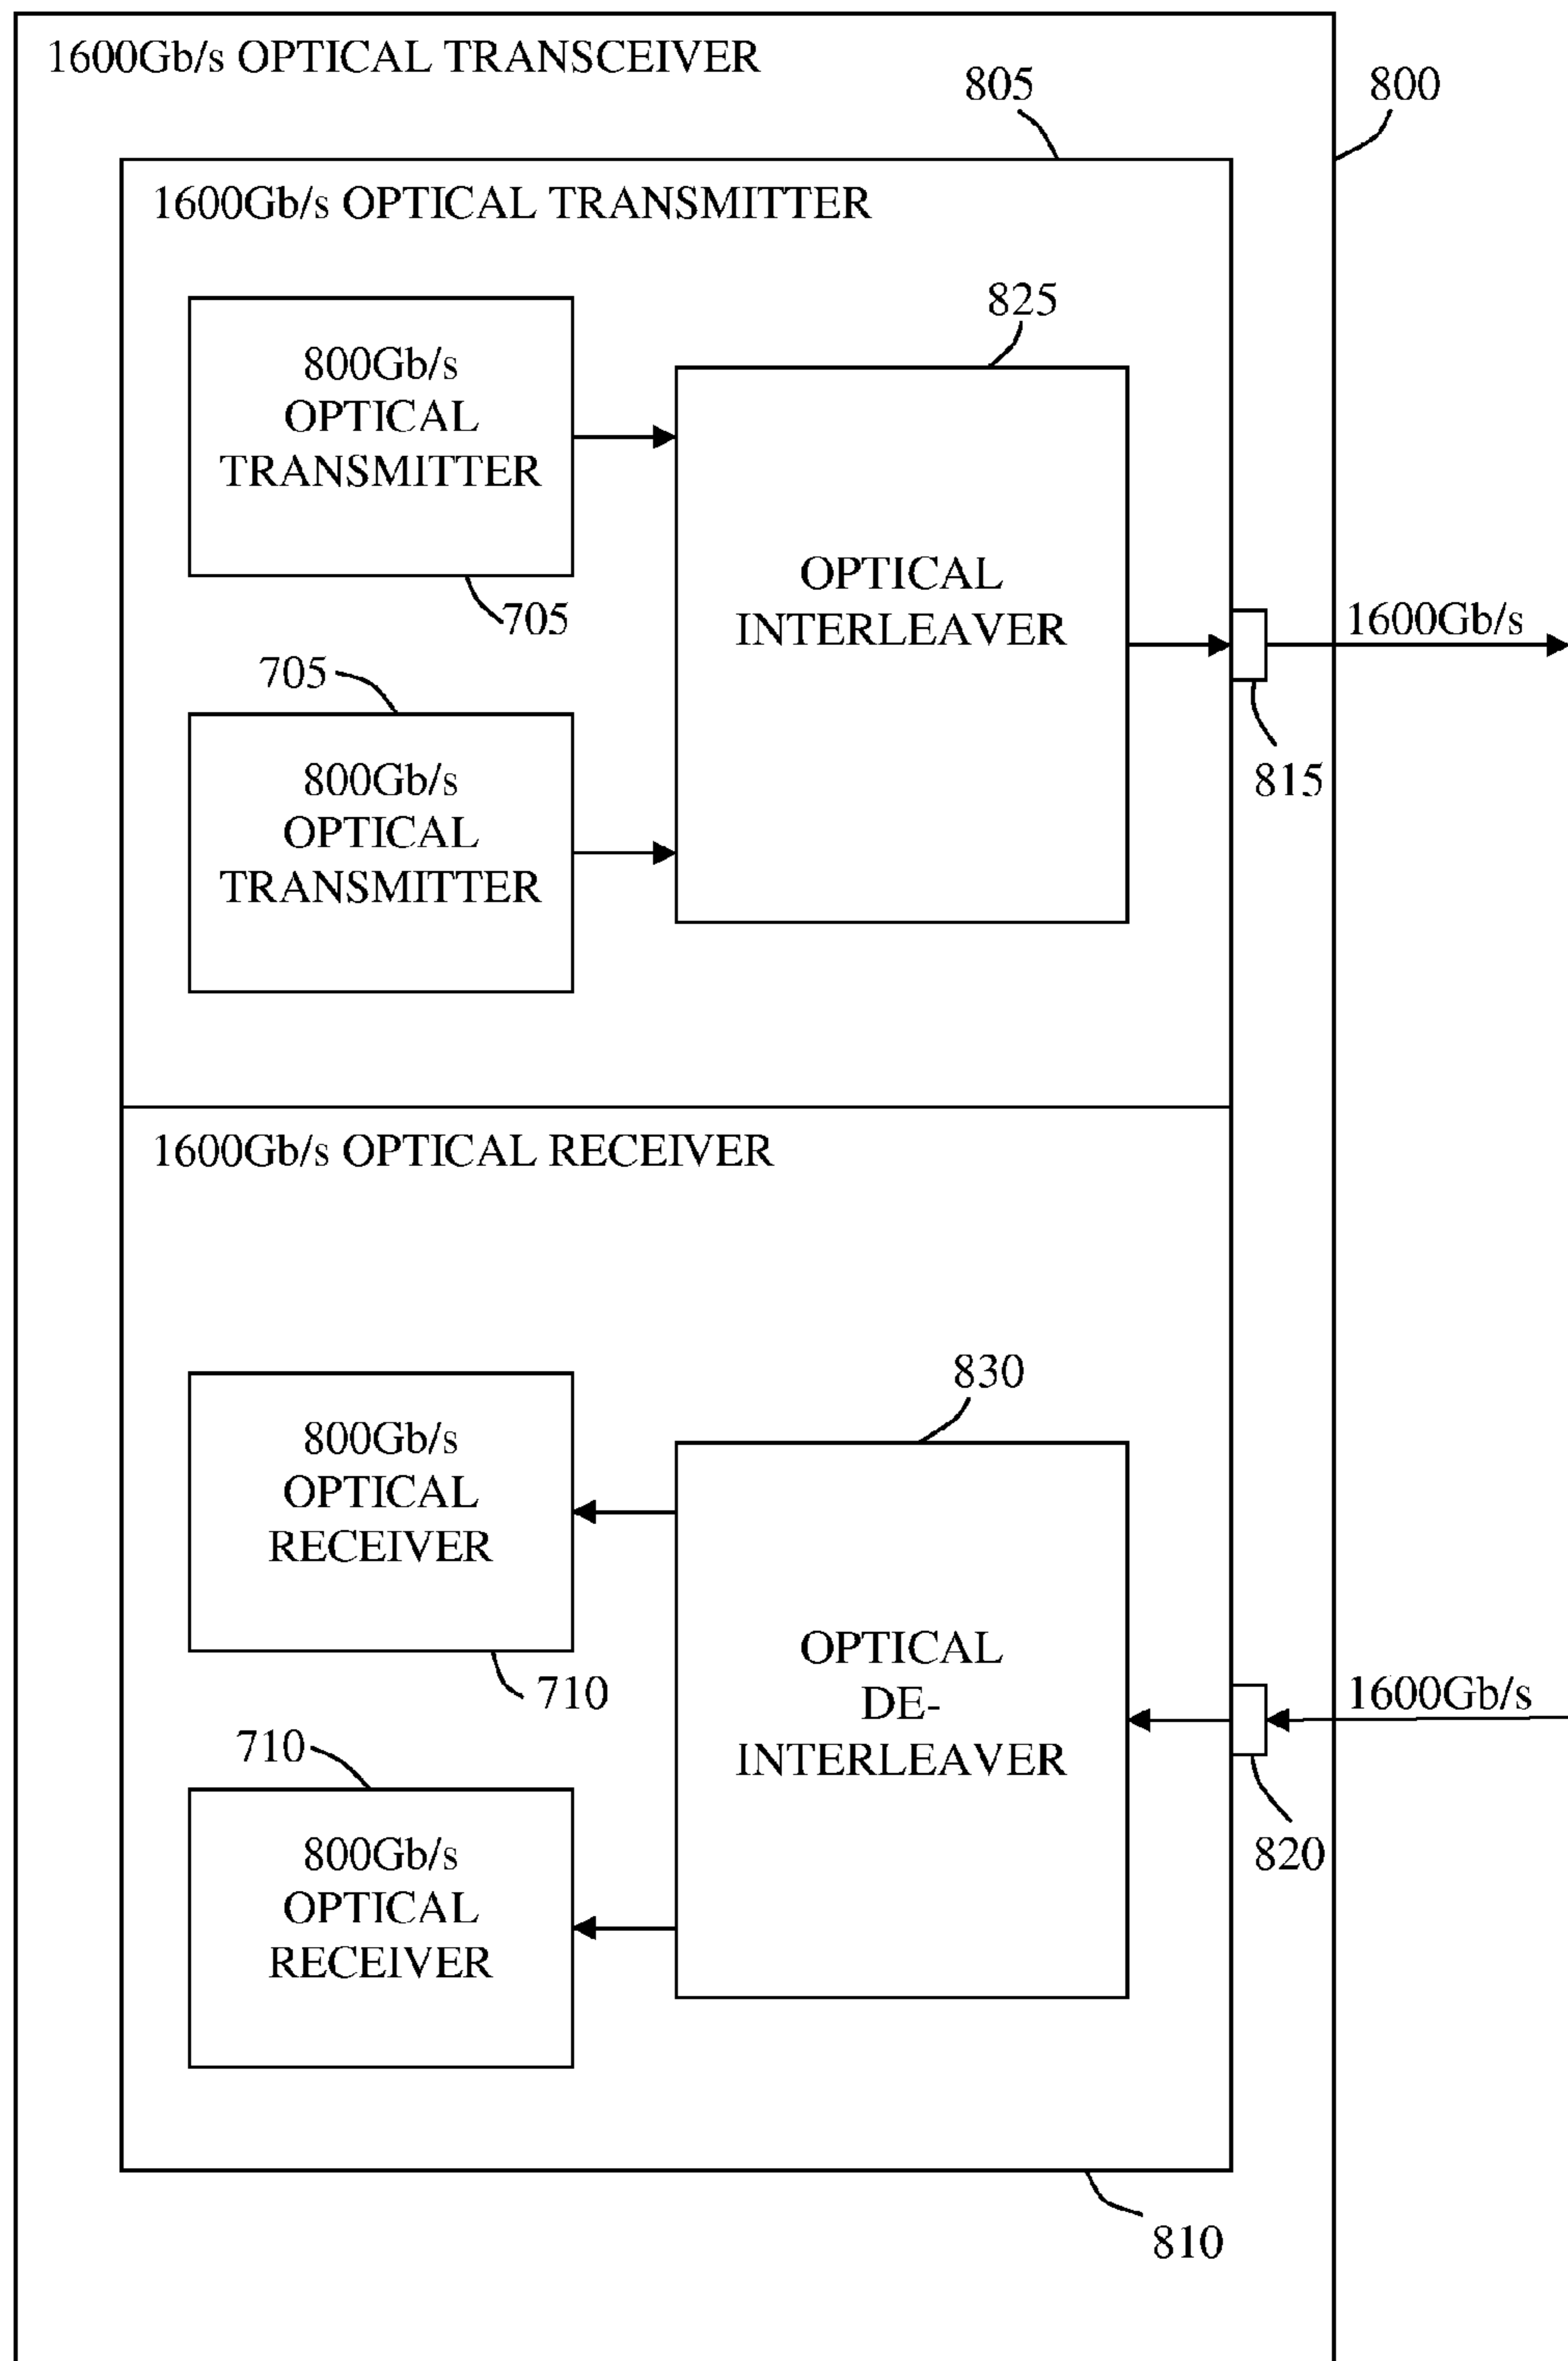 1600Gb/s OPTICAL TRANSCEIVER
805
800
1600Gb/s OPTICAL TRANSMITTER
825
800Gb/s
OPTICAL
TRANSMITTER
705
OPTICAL
INTERLEAVER
1600Gb/s
815
705
800Gb/s
OPTICAL
TRANSMITTER
1600Gb/s OPTICAL RECEIVER
830
800Gb/s
OPTICAL
RECEIVER
710
OPTICAL
DE-
INTERLEAVER
1600Gb/s
820
710
800Gb/s
OPTICAL
RECEIVER
810